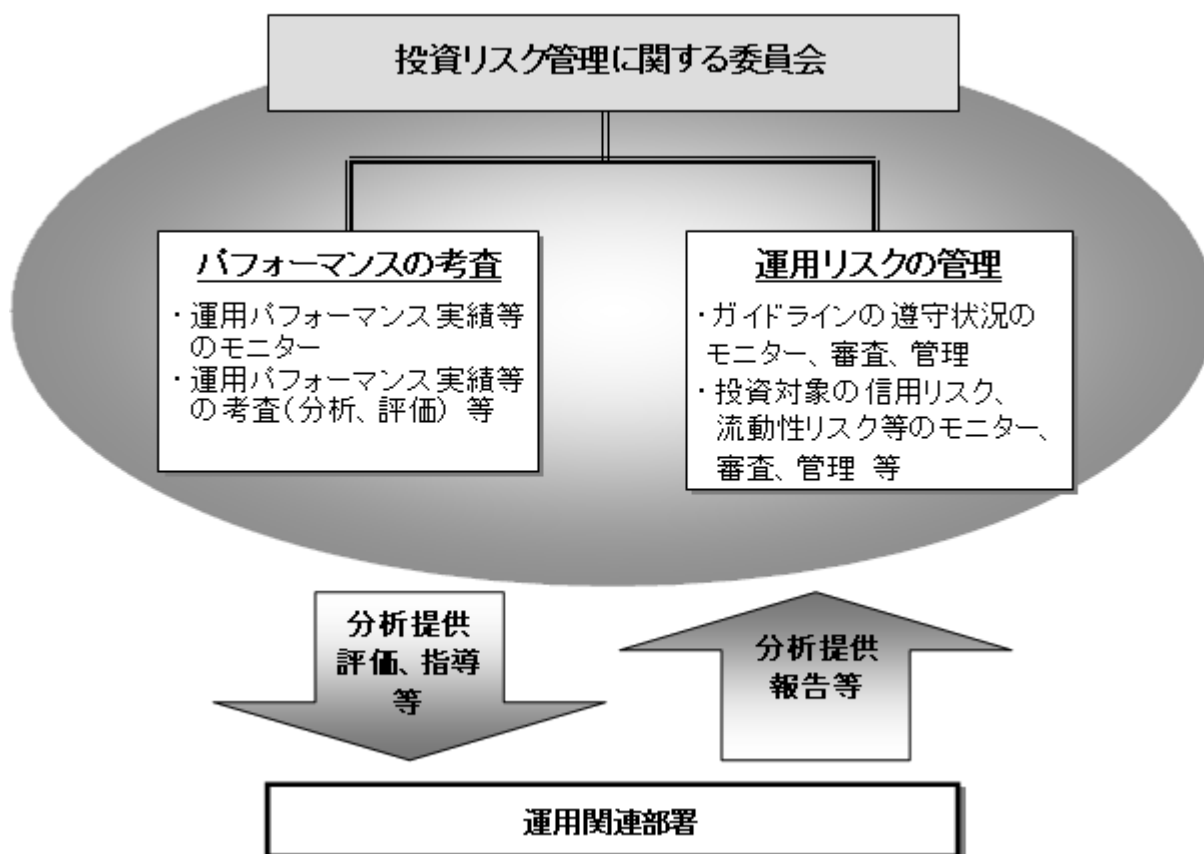 投資リスク管理に関する委員会
パフォーマンスの考査
・運用パフォーマンス実績等
のモニター
・運用パフォーマンス実績等
の考査(分析、評価) 等
運用リスクの管理
・ガイドラインの遵守状況の
モニター、審査、管理
・投資対象の信用リスク、
流動性リスク等のモニター、
審査、管理 等
分析提供
評価、指導
等
分析提供
報告等
運用関連部署